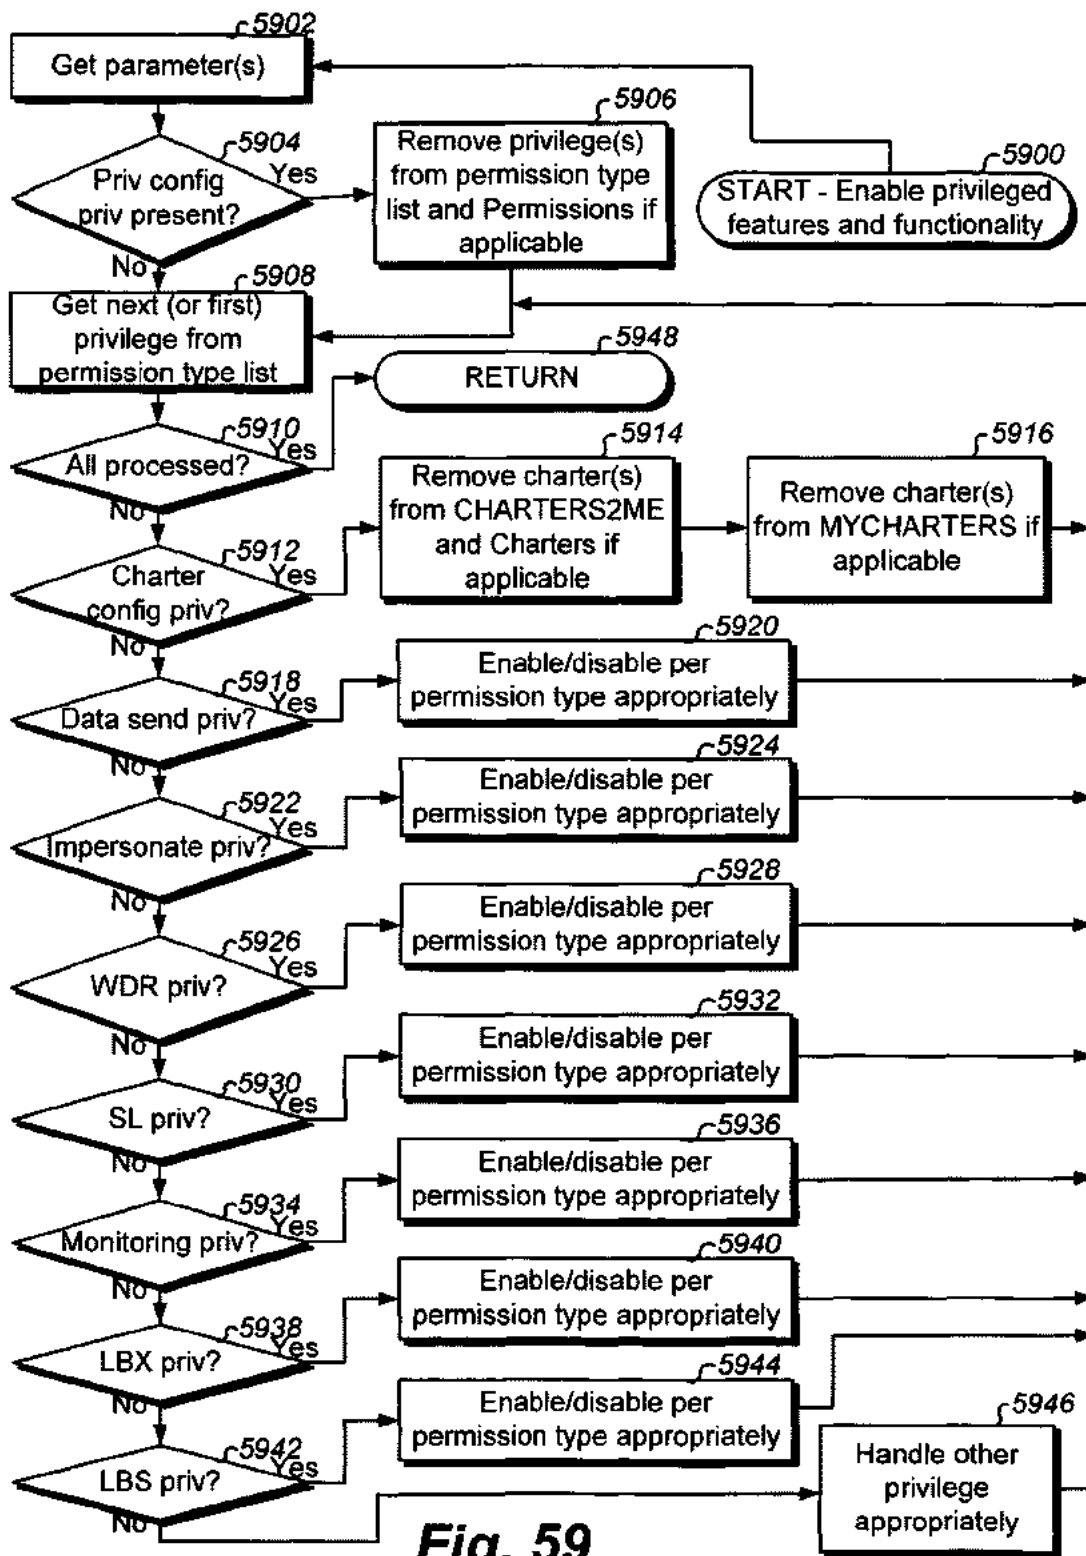 5902
Get parameter(s)
5904
Priv config
priv present?
Yes
No
5906
Remove privilege(s)
from permission type
list and Permissions if
applicable
5900
START - Enable privileged
features and functionality
5908
Get next (or first)
privilege from
permission type list
5948
RETURN
5910
All processed?
Yes
No
5912
Charter
config priv?
Yes
No
5914
Remove charter(s)
from CHARTERS2ME
and Charters if
applicable
5916
Remove charter(s)
from MYCHARTERS if
applicable
5918
Data send priv?
Yes
No
5920
Enable/disable per
permission type appropriately
5922
Impersonate priv?
Yes
No
5924
Enable/disable per
permission type appropriately
5926
WDR priv?
Yes
No
5928
Enable/disable per
permission type appropriately
5930
SL priv?
Yes
No
5932
Enable/disable per
permission type appropriately
5934
Monitoring priv?
Yes
No
5936
Enable/disable per
permission type appropriately
5938
LBX priv?
Yes
No
5940
Enable/disable per
permission type appropriately
5942
LBS priv?
Yes
No
5944
Enable/disable per
permission type appropriately
5946
Handle other
privilege
appropriately
Fig. 59